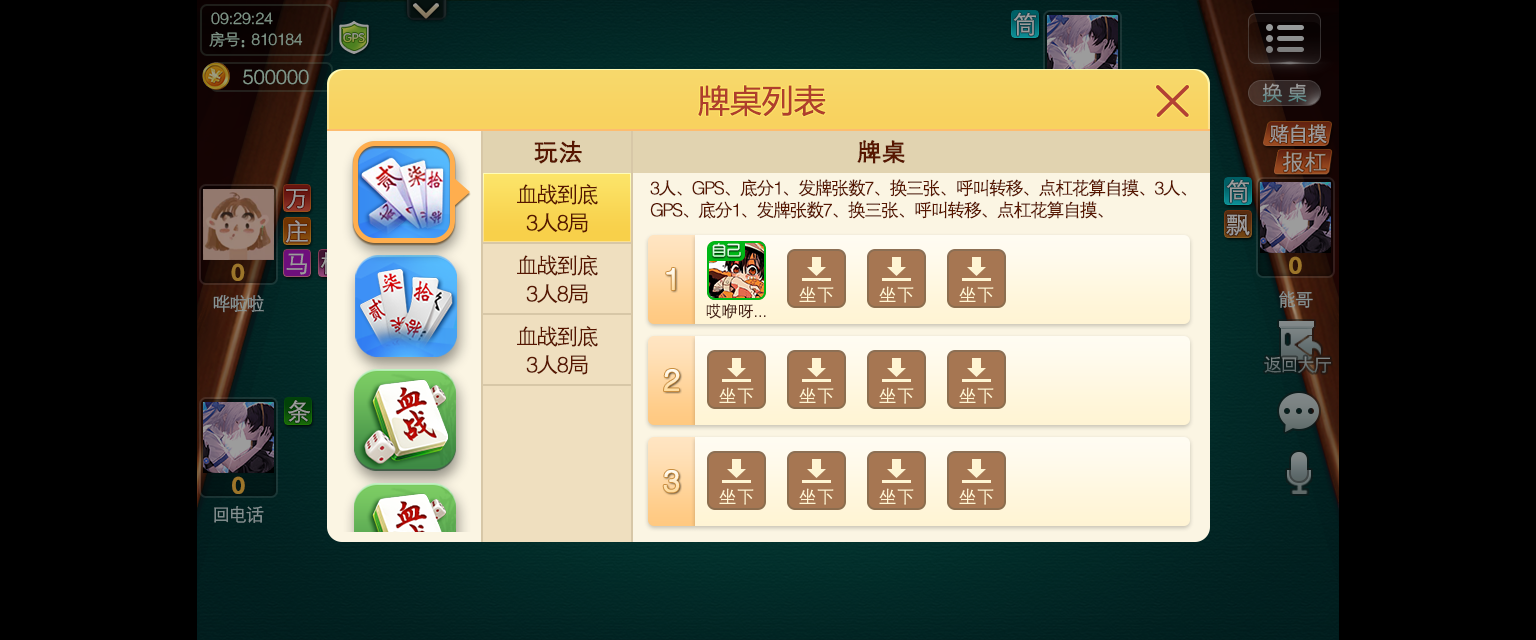 09:29:24
房号：810184
GPS
500000
筒
换桌
赌自摸
报杠
牌桌列表
玩法
牌桌
贰柒拾
血战到底
3人8局
3人、GPS、底分1、发牌张数7、换三张、呼叫转移、点杠花算自摸、3人、
GPS、底分1、发牌张数7、换三张、呼叫转移、点杠花算自摸、
万
庄
马
0
哗啦啦
筒
飘
0
能哥
返回大厅
1
自己
哎咿呀...
坐下
坐下
坐下
贰柒拾
血战到底
3人8局
血战到底
3人8局
2
坐下
坐下
坐下
坐下
血战
条
0
回电话
3
坐下
坐下
坐下
坐下
血